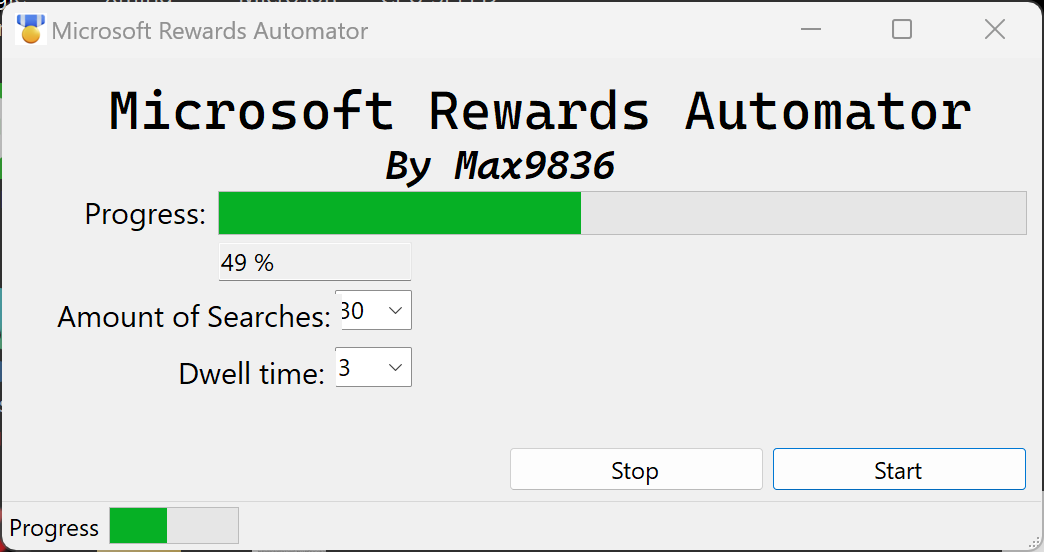 Microsoft Rewards Automator
Microsoft Rewards Automator
By Max9836
Progress:
49 %
Amount of Searches: 30
Dwell time: 3
Stop Start
Progress